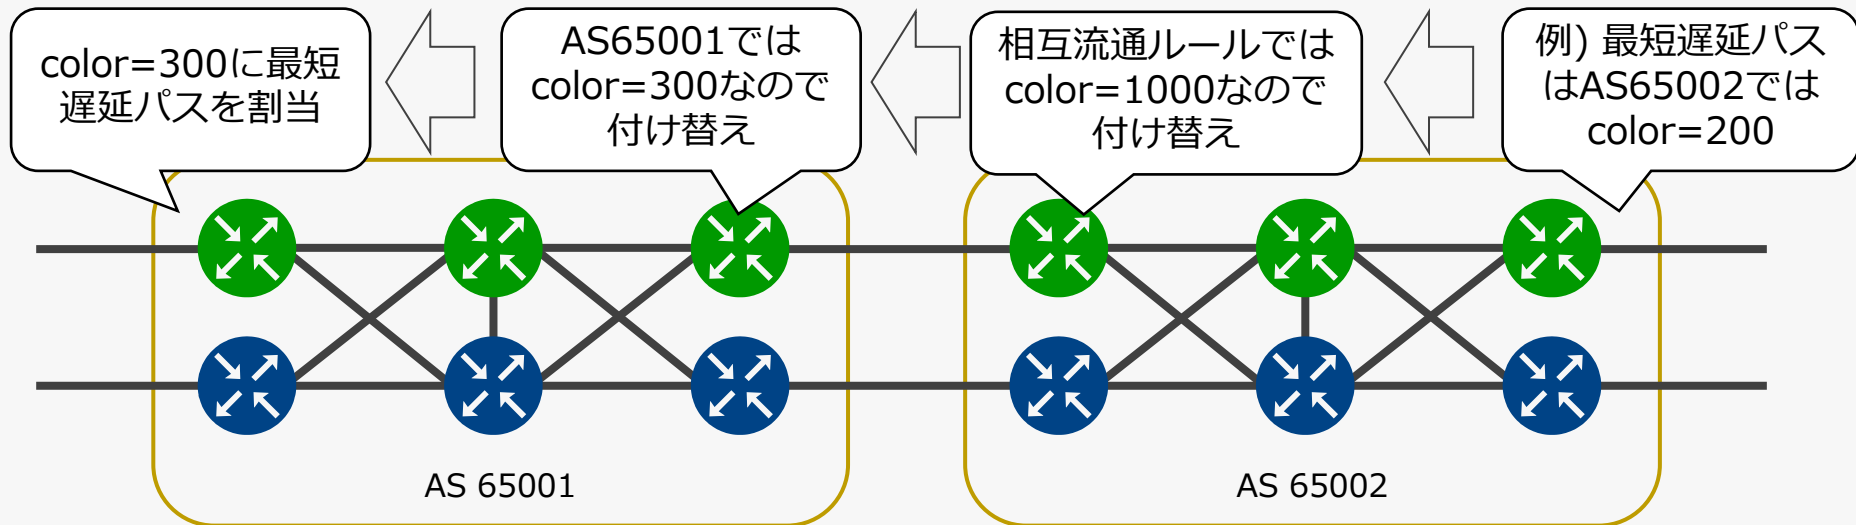 color=300に最短
遅延パスを割当
AS65001では
color=300なので
付け替え
相互流通ルールでは
color=1000なので
付け替え
例) 最短遅延パス
はAS65002では
color=200
AS 65001
AS 65002